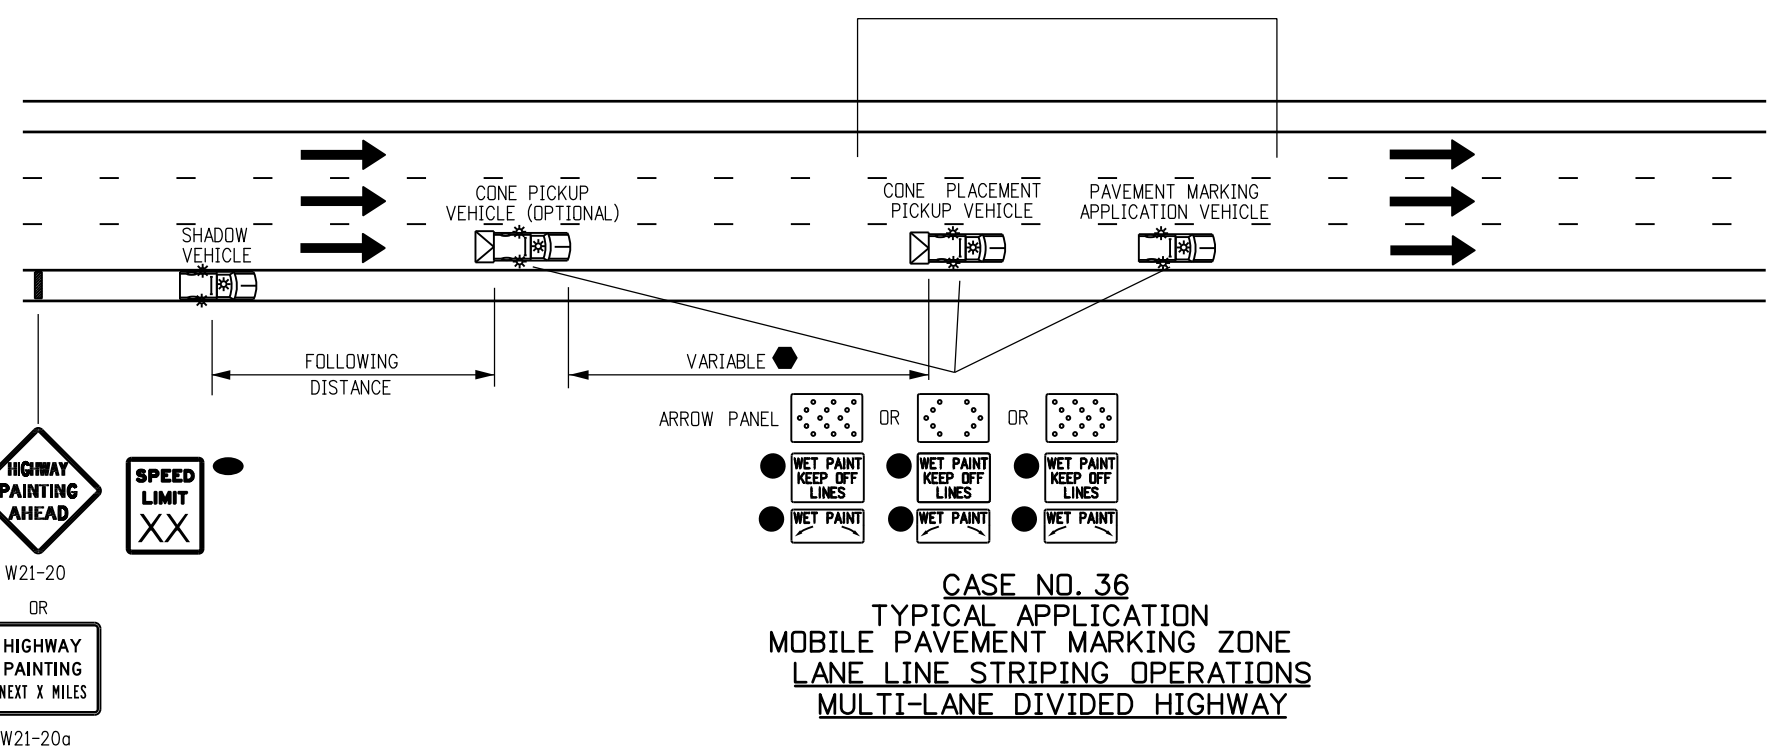 CONE PICKUP
VEHICLE (OPTIONAL)
CONE PLACEMENT
PICKUP VEHICLE
PAVEMENT MARKING
APPLICATION VEHICLE
SHADOW
VEHICLE
FOLLOWING
DISTANCE
VARIABLE
ARROW PANEL
OR
OR
HIGHWAY
PAINTING
AHEAD
SPEED
LIMIT
XX
WET PAINT
KEEP OFF
LINES
WET PAINT
KEEP OFF
LINES
WET PAINT
KEEP OFF
LINES
WET PAINT
WET PAINT
WET PAINT
W21-20
OR
HIGHWAY
PAINTING
NEXT X MILES
W21-20a
CASE NO. 36
TYPICAL APPLICATION
MOBILE PAVEMENT MARKING ZONE
LANE LINE STRIPING OPERATIONS
MULTI-LANE DIVIDED HIGHWAY